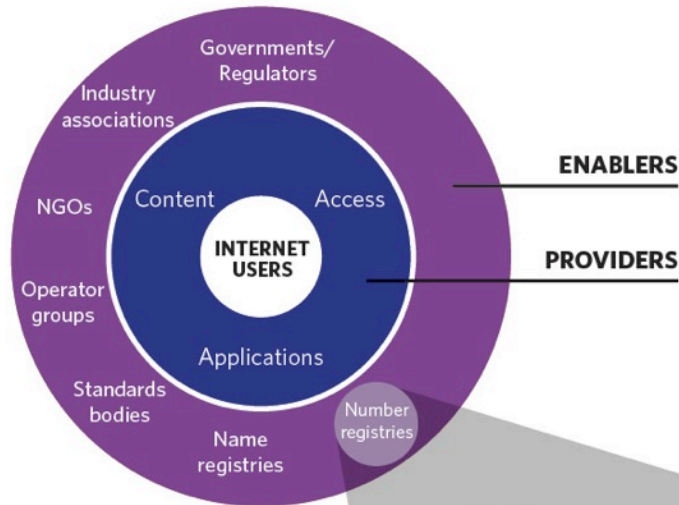 Governments/
Regulators
Industry
associations
NGOs
Operator
groups
Standards
bodies
Name
registries
Number
registries
Content
Access
Applications
INTERNET
USERS
ENABLERS
PROVIDERS